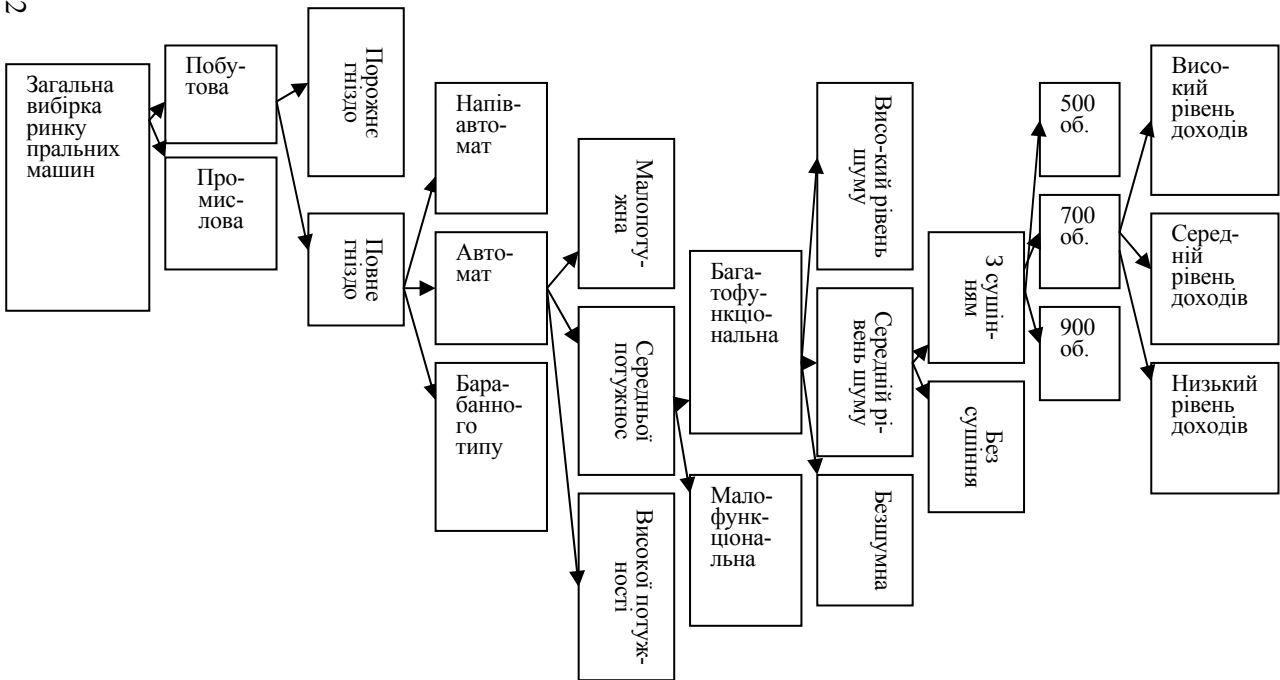 2
Загальна
вибірка
ринку
пральних
машин
Побу-
това
Про-
мис-
лова
Порожнє
гніздо
Повне
гніздо
Напів-
авто-
мат
Авто-
мат
Бара-
банно-
го
типу
Малопоту-
жна
Середньої
потужнос
Високої потуж-
ності
Бага-
тофу-
нкціо-
нальна
Мало-
функ-
ціона-
льна
Висо-кий рівень
шуму
Середній рі-
вень шуму
Безшумна
З сушін-
ням
Без
сушіння
500
об.
700
об.
900
об.
Висо-
кий
рівень
доходів
Серед-
ній
рівень
доходів
Низький
рівень
доходів